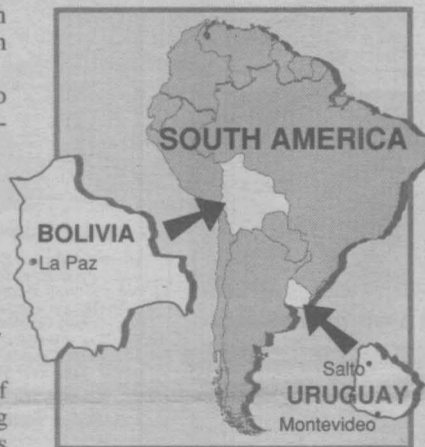 SOUTH AMERICA
BOLIVIA
La Paz
Salto
URUGUAY
Montevideo